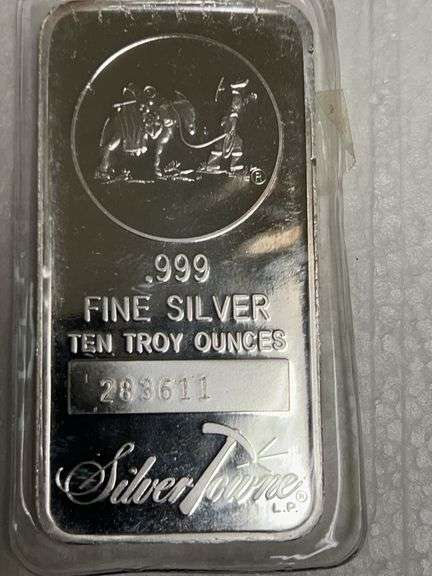 ®
.999
FINE SILVER
TEN TROY OUNCES
283611
SilverTowne®
L.P.